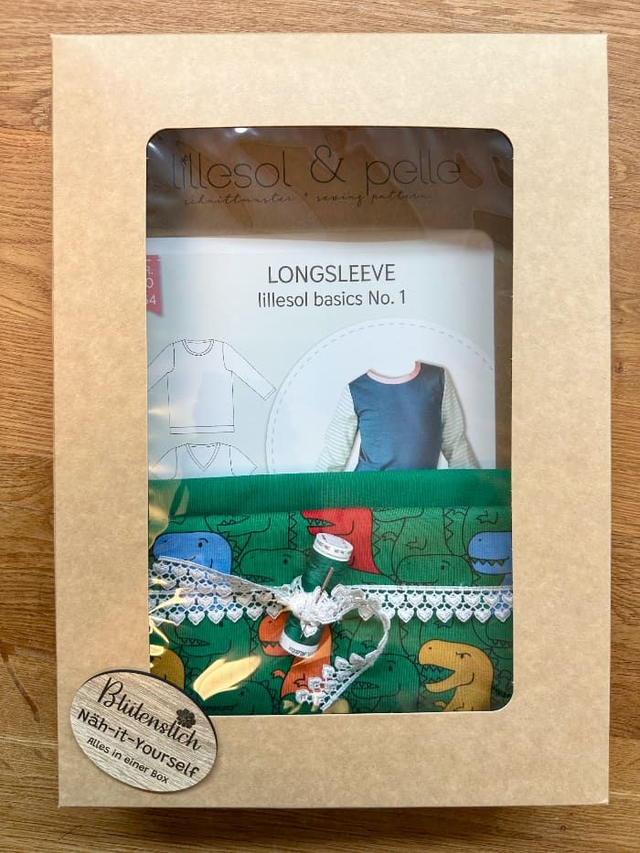 lillesol & pelle
schnittmuster * sewing pattern
LONGSLEEVE
lillesol basics No. 1
Blütenstich
Näh-it-Yourself
Alles in einer Box